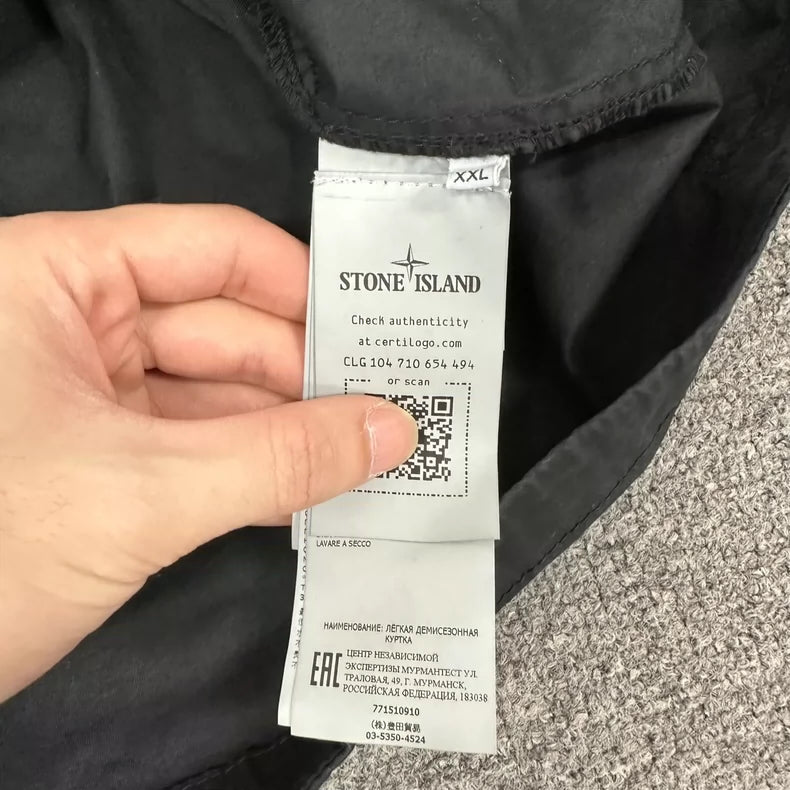 XXL
STONE ISLAND
Check authenticity
at certilogo.com
CLG 104 710 654 494
or scan
LAVARE A SECCO
НАИМЕНОВАНИЕ: ЛЁГКАЯ ДЕМИСЕЗОННАЯ
КУРТКА
EAC
ЦЕНТР НЕЗАВИСИМОЙ
ЭКСПЕРТИЗЫ МУРМАНТЕСТ УЛ.
ТРАЛОВАЯ, 49, Г. МУРМАНСК,
РОССИЙСКАЯ ФЕДЕРАЦИЯ, 183038
771510910
(株)豊田貿易
03-5350-4524